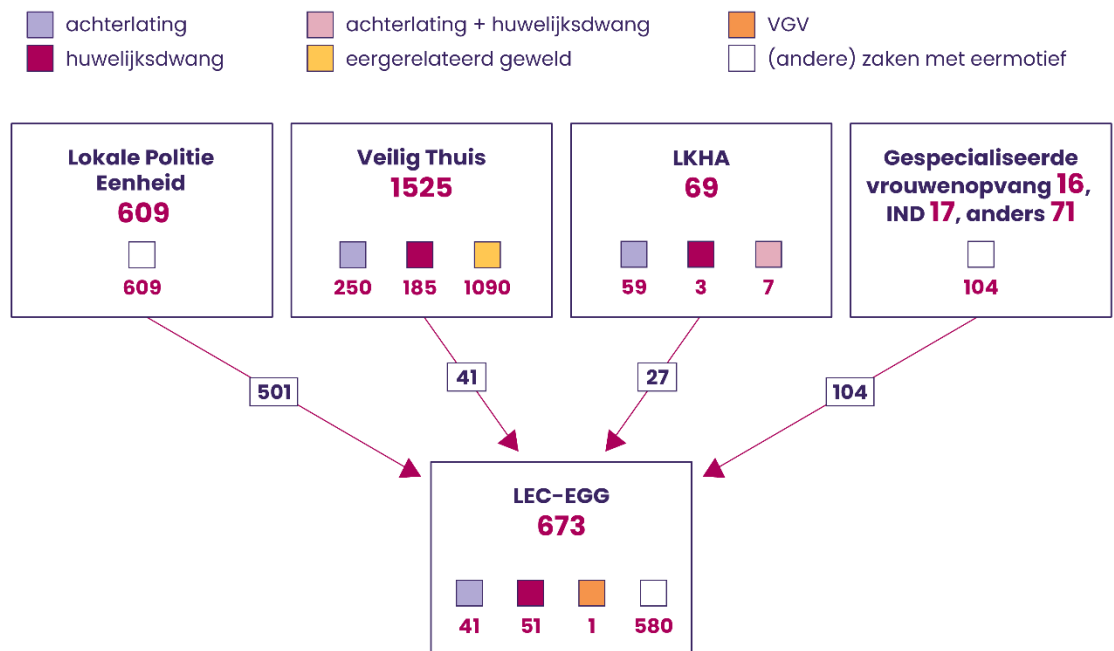 achterlating
achterlating + huwelijksdwang
VGV
huwelijksdwang
eergerelateerd geweld
(andere) zaken met eermotief
Lokale Politie
Eenheid
609
609
Veilig Thuis
1525
250 185 1090
LKHA
69
59 3 7
Gespecialiseerde
vrouwenopvang 16,
IND 17, anders 71
104
501
41
27
104
LEC-EGG
673
41 51 1 580